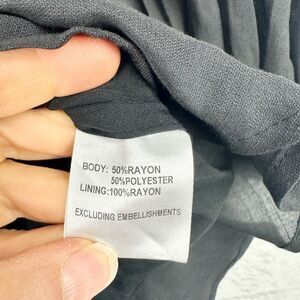 BODY: 50%RAYON
50%POLYESTER
LINING:100%RAYON
EXCLUDING EMBELLISHMENTS